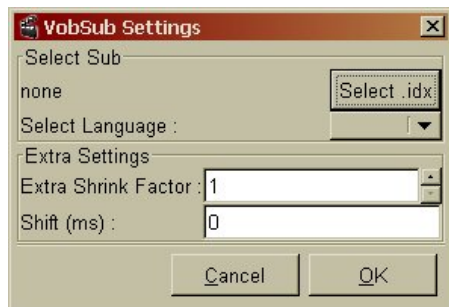 VobSub Settings
Select Sub
none
Select .idx
Select Language :
Extra Settings
Extra Shrink Factor : 1
Shift (ms) : 0
Cancel
OK